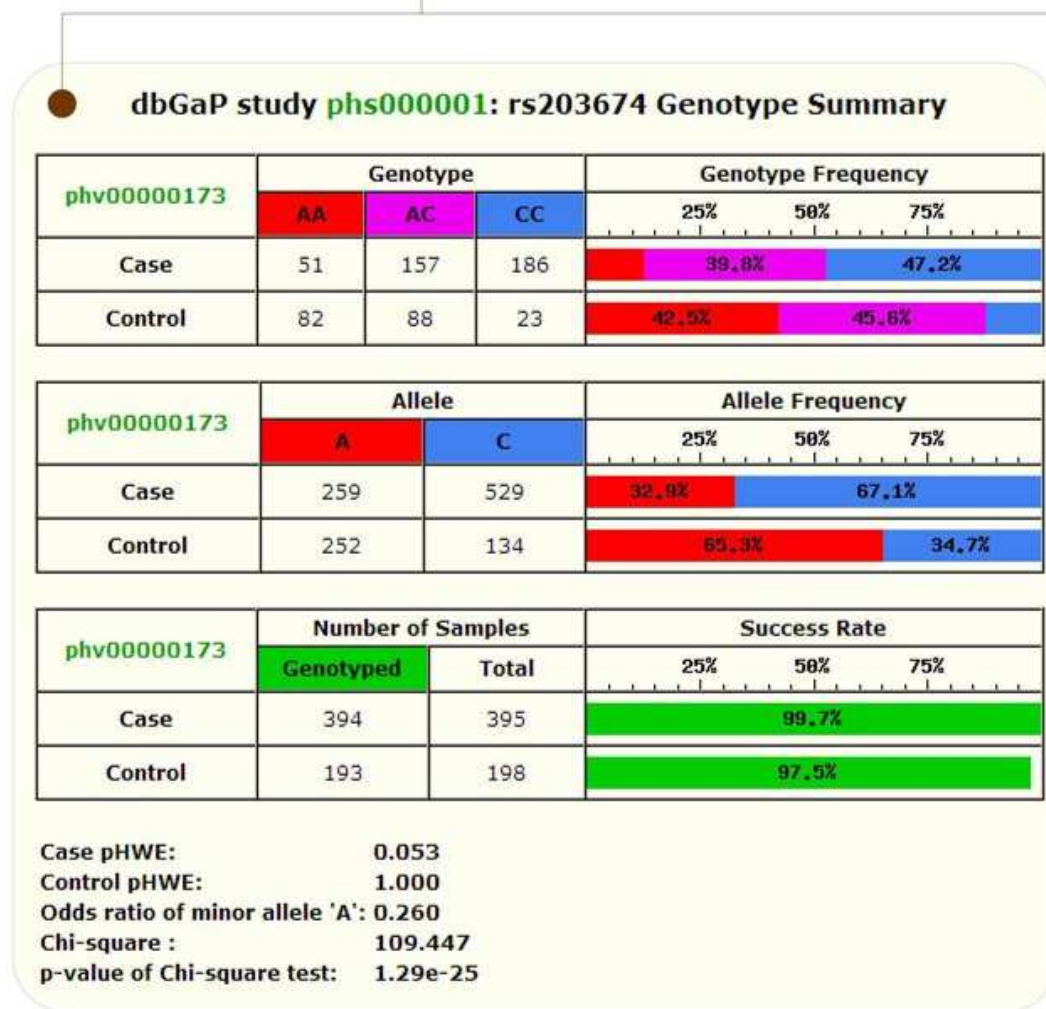 dbGaP study phs000001: rs203674 Genotype Summary
phv00000173 Genotype Genotype Frequency
AA AC CC 25% 50% 75%
Case 51 157 186 39.8% 47.2%
Control 82 88 23 42.5% 45.6%
phv00000173 Allele Allele Frequency
A C 25% 50% 75%
Case 259 529 32.9% 67.1%
Control 252 134 65.3% 34.7%
phv00000173 Number of Samples Success Rate
Genotyped Total 25% 50% 75%
Case 394 395 99.7%
Control 193 198 97.5%
Case pHWE: 0.053
Control pHWE: 1.000
Odds ratio of minor allele 'A': 0.260
Chi-square : 109.447
p-value of Chi-square test: 1.29e-25